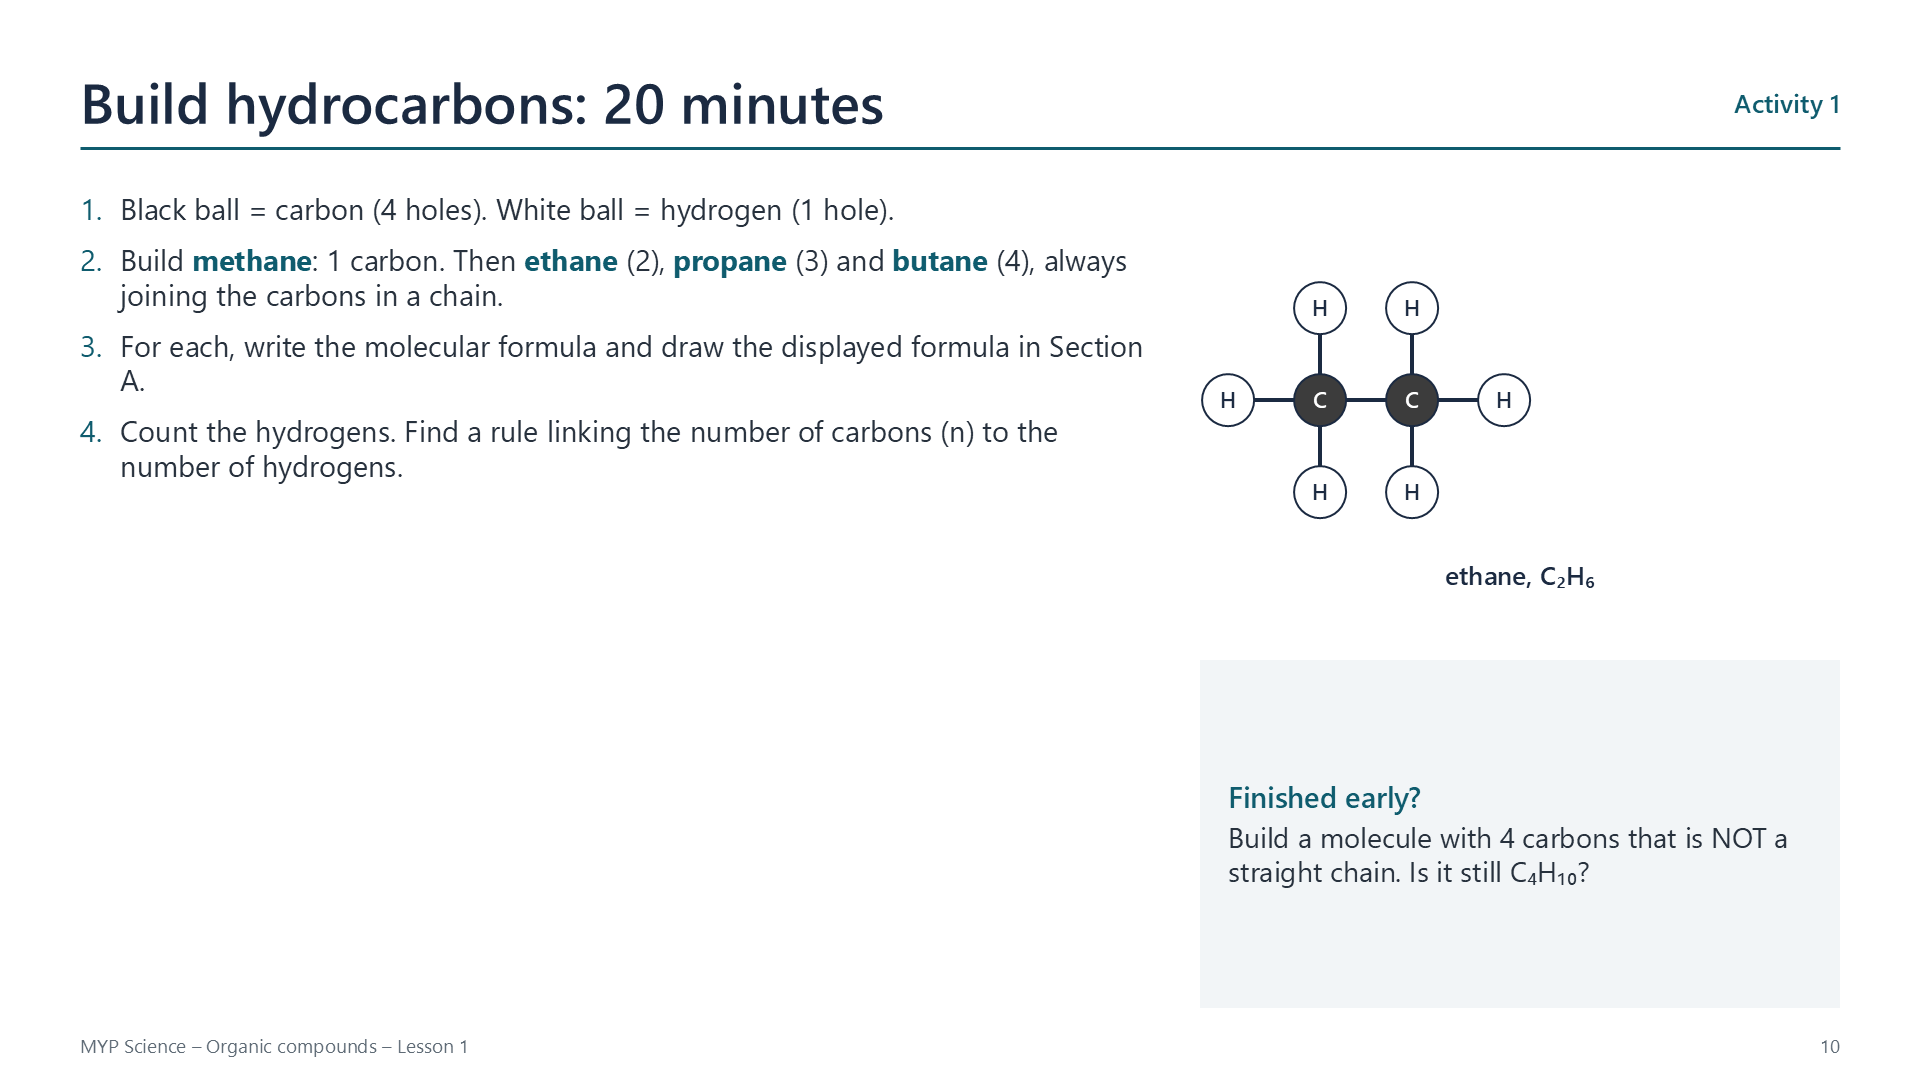 Build hydrocarbons: 20 minutes
Activity 1
1. Black ball = carbon (4 holes). White ball = hydrogen (1 hole).
2. Build methane: 1 carbon. Then ethane (2), propane (3) and butane (4), always
joining the carbons in a chain.
3. For each, write the molecular formula and draw the displayed formula in Section
A.
4. Count the hydrogens. Find a rule linking the number of carbons (n) to the
number of hydrogens.
H H
H C C H
H H
ethane, C₂H₆
Finished early?
Build a molecule with 4 carbons that is NOT a
straight chain. Is it still C₄H₁₀?
MYP Science – Organic compounds – Lesson 1
10